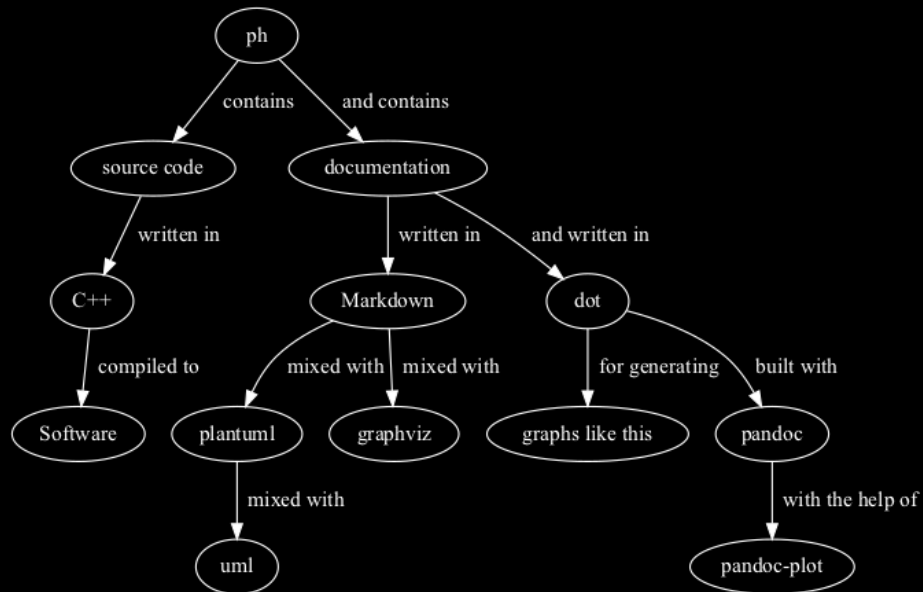 ph
contains
and contains
source code
documentation
written in
written in
and written in
C++
Markdown
dot
compiled to
mixed with
mixed with
for generating
built with
Software
plantuml
graphviz
graphs like this
pandoc
mixed with
with the help of
uml
pandoc-plot